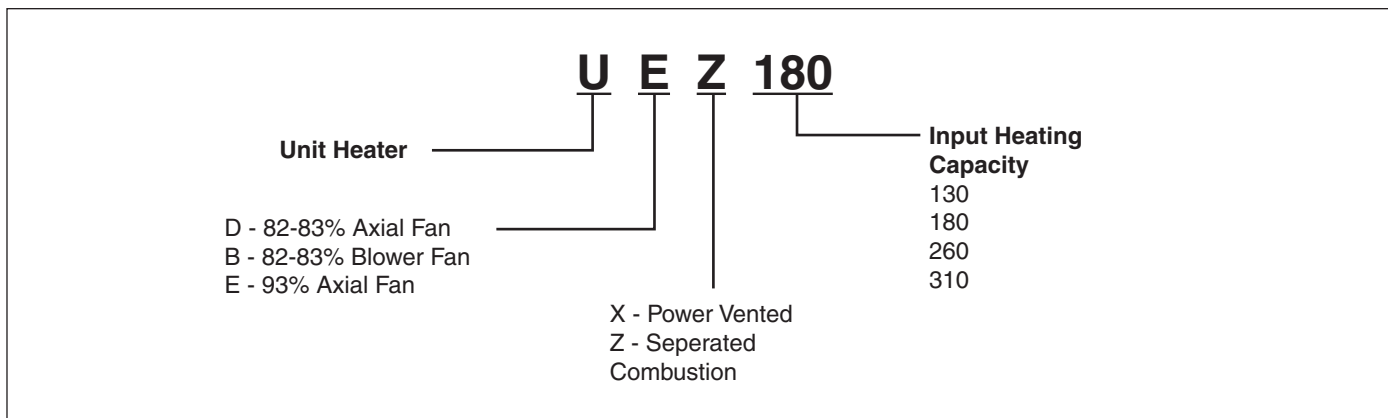 U E Z 180
Unit Heater
D - 82-83% Axial Fan
B - 82-83% Blower Fan
E - 93% Axial Fan
X - Power Vented
Z - Seperated
Combustion
Input Heating
Capacity
130
180
260
310